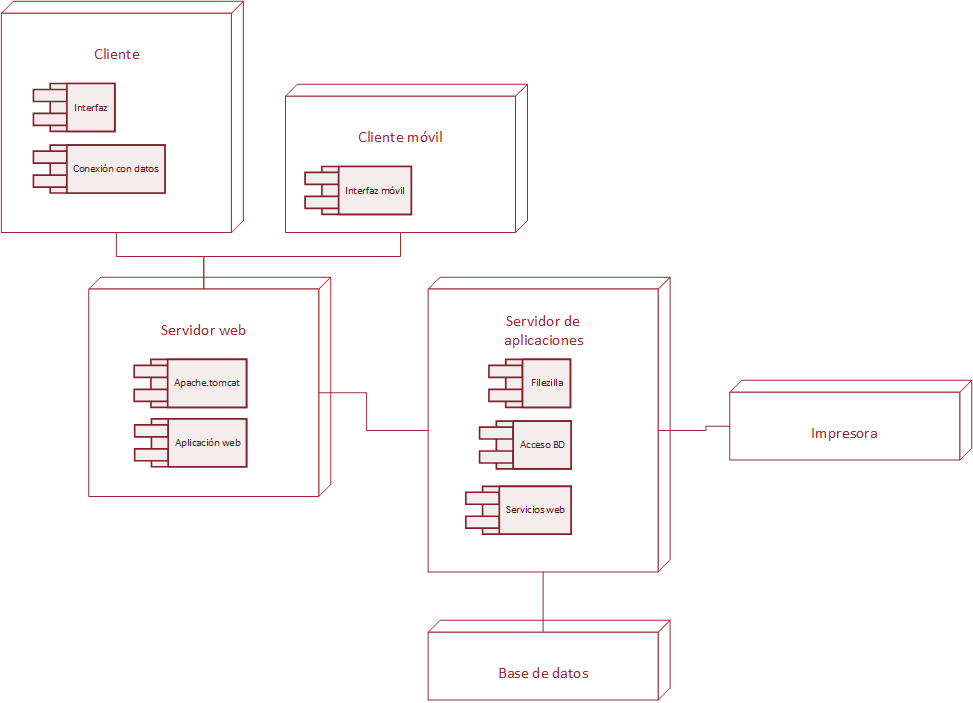 Cliente
Interfaz
Conexión con datos
Cliente móvil
Interfaz móvil
Servidor web
Apache.tomcat
Aplicación web
Servidor de
aplicaciones
Filezilla
Acceso BD
Servicios web
Impresora
Base de datos